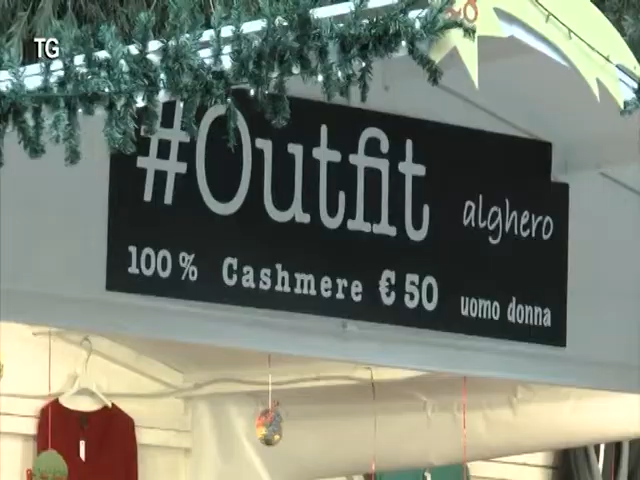 TG
#Outfit
alghero
100 % Cashmere € 50
uomo donna